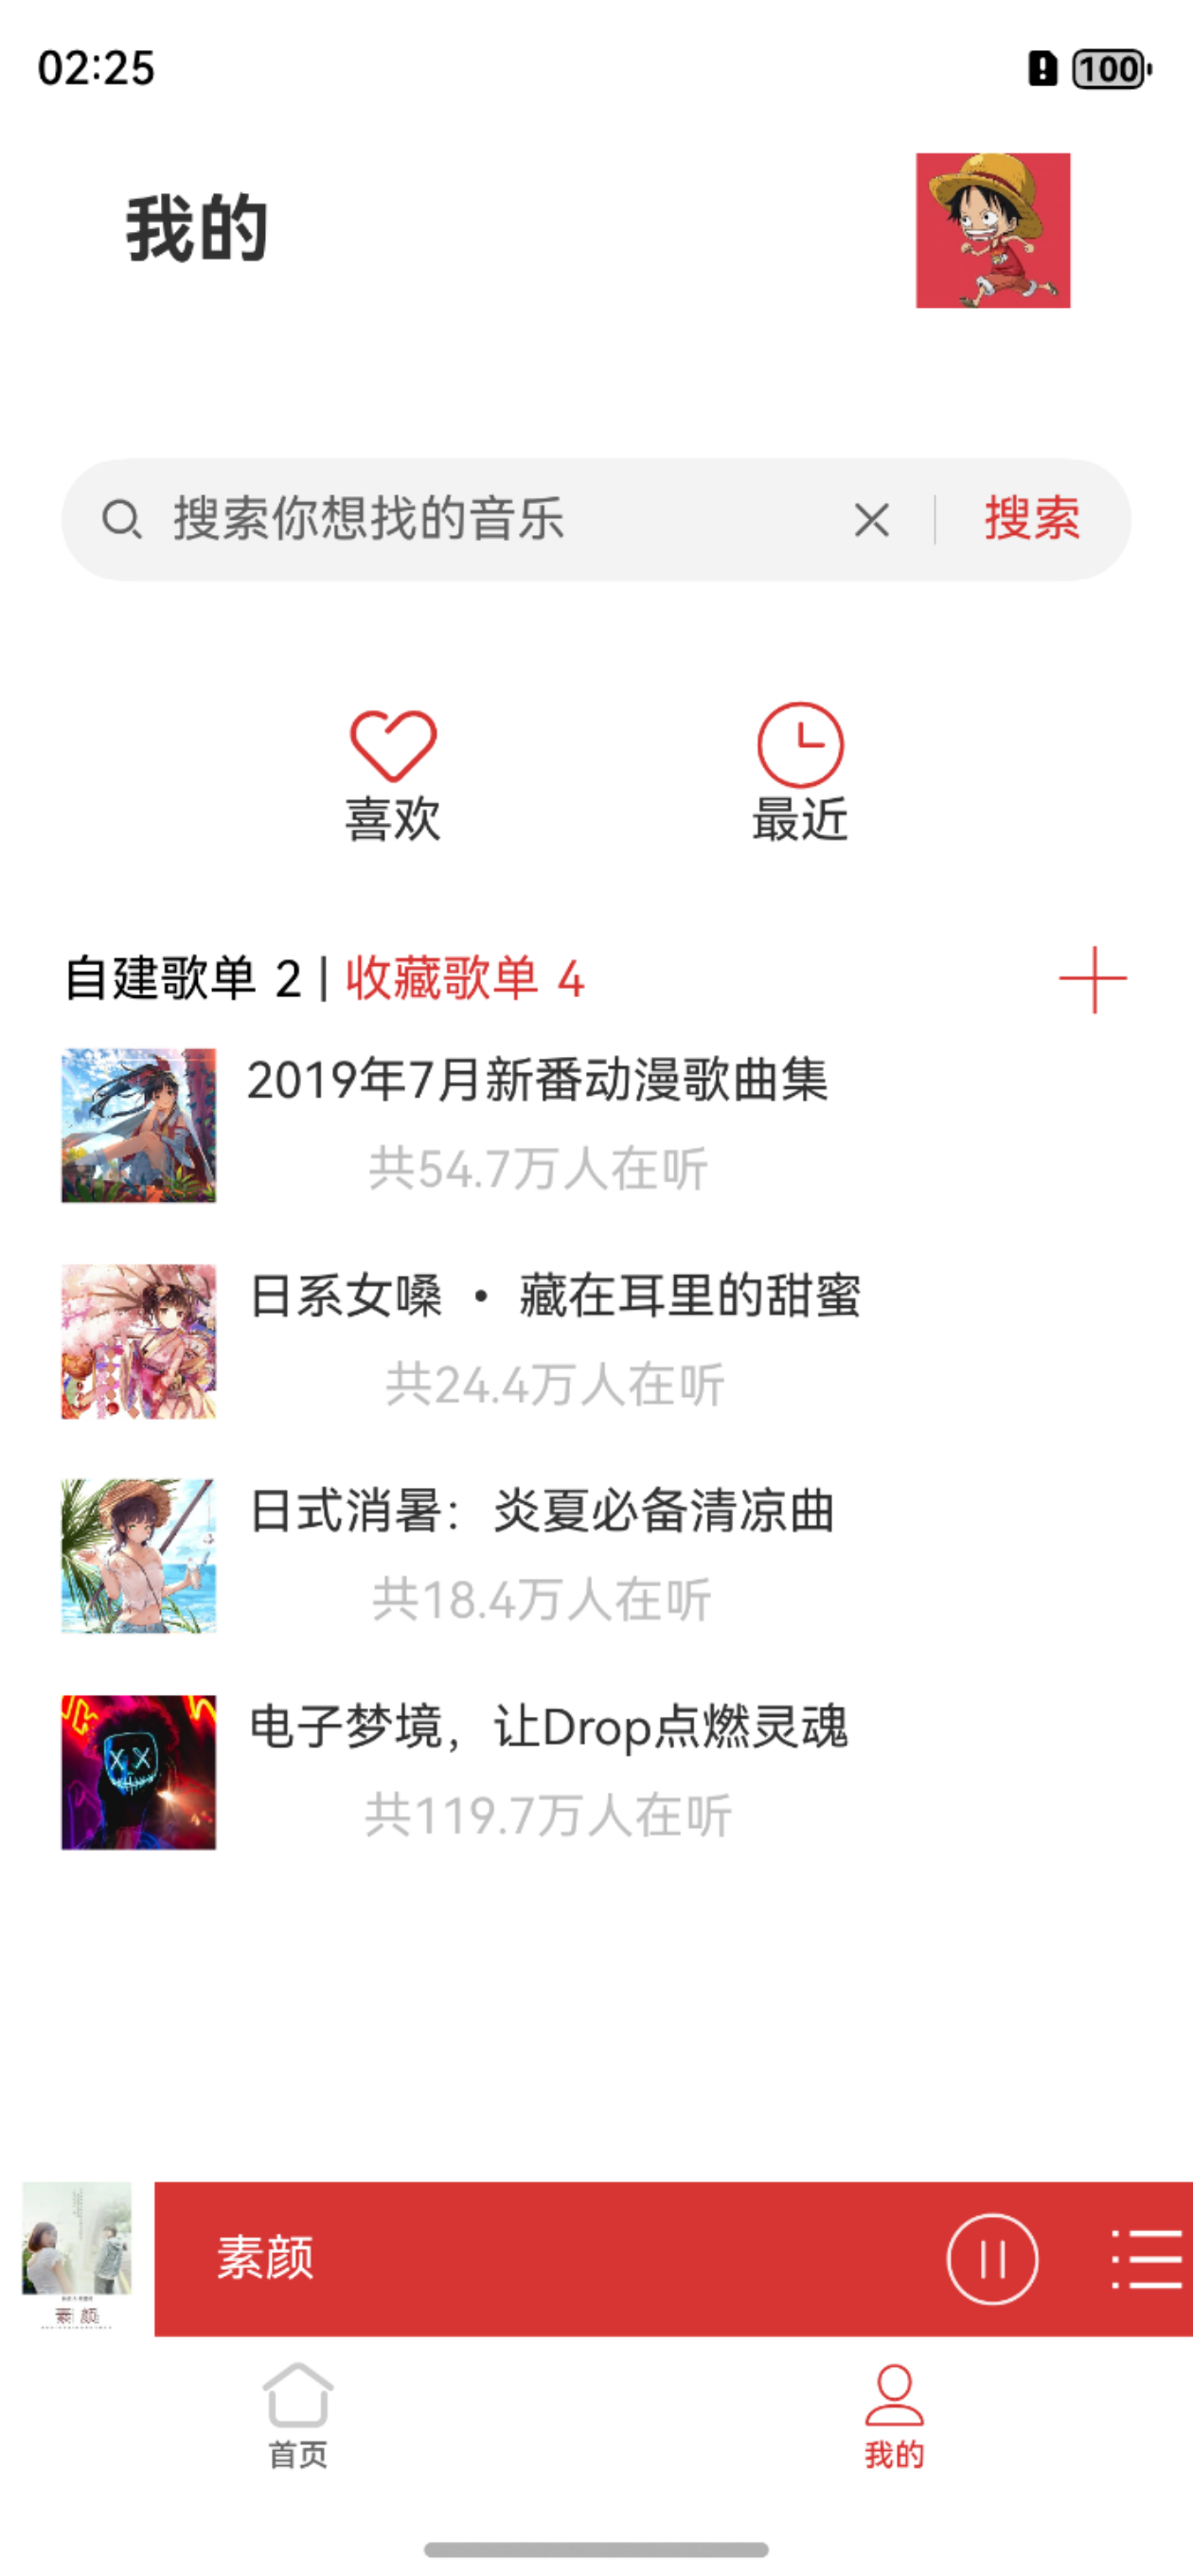 02:25
100
我的
搜索你想找的音乐
搜索
喜欢
最近
自建歌单 2 | 收藏歌单 4
2019年7月新番动漫歌曲集
共54.7万人在听
日系女嗓 • 藏在耳里的甜蜜
共24.4万人在听
日式消暑：炎夏必备清凉曲
共18.4万人在听
电子梦境，让Drop点燃灵魂
共119.7万人在听
素颜
素颜
首页
我的